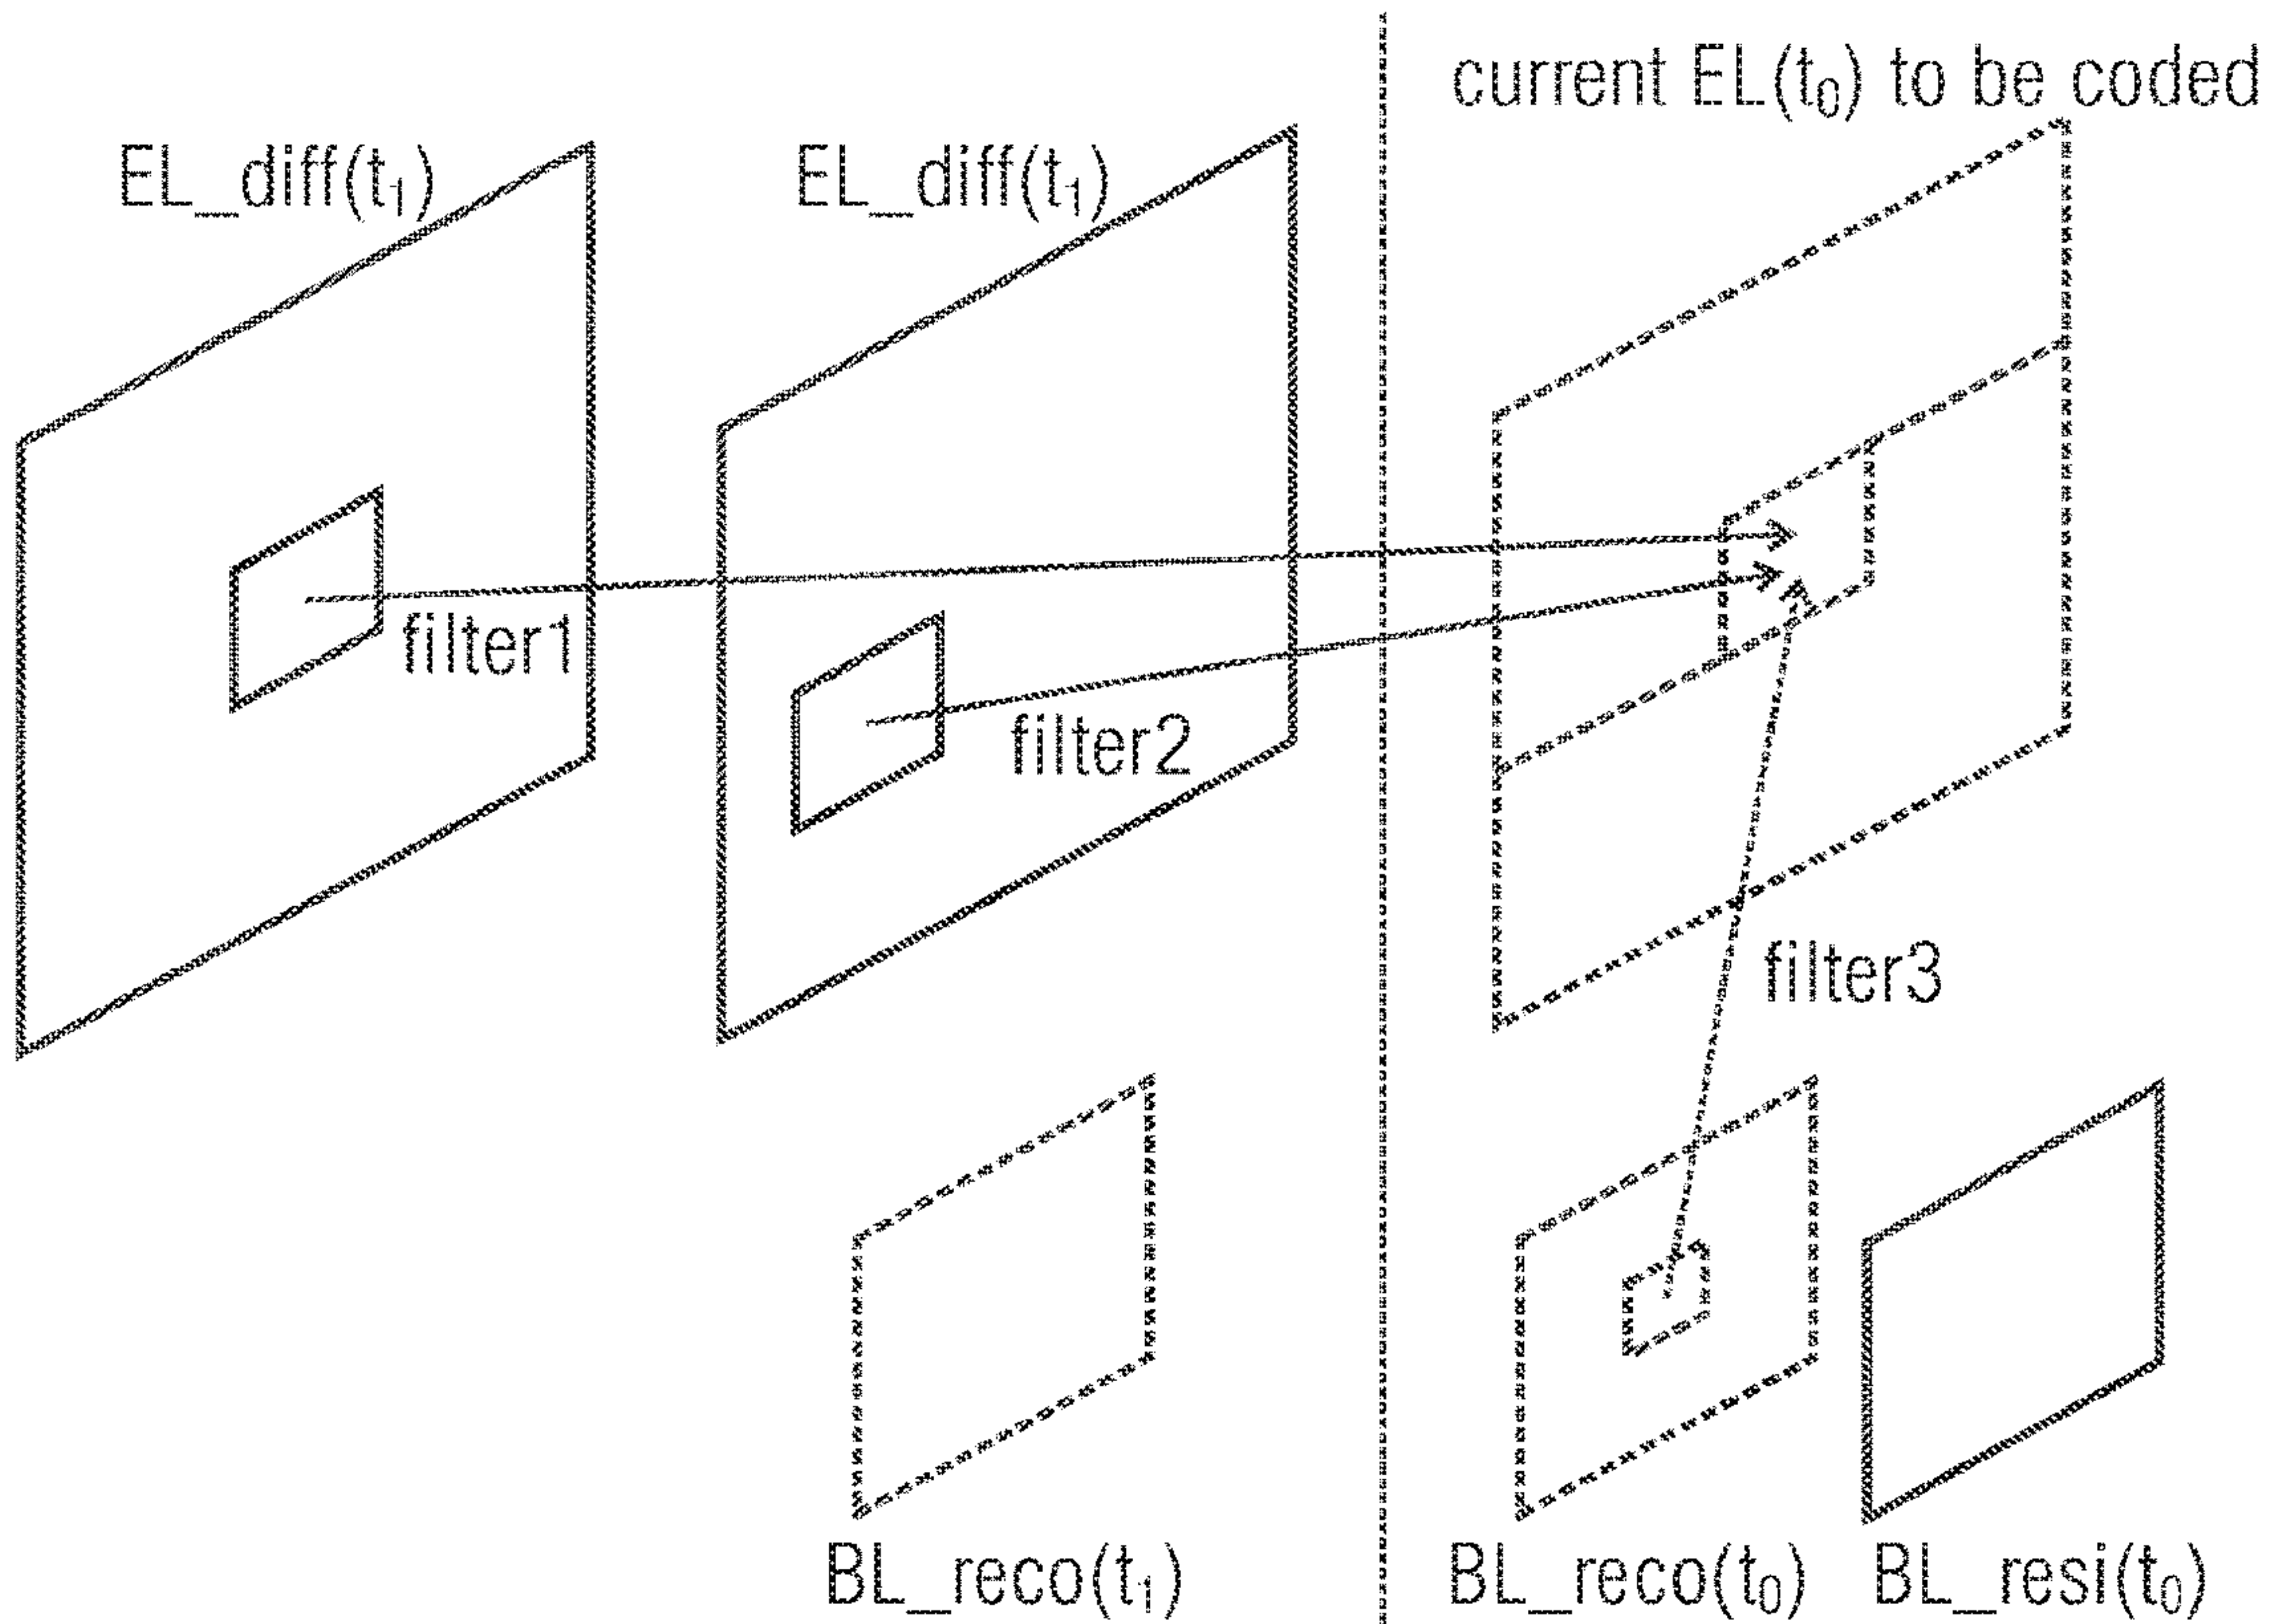 current EL(t₀) to be coded
EL_diff(t₁)
EL_diff(t₁)
filter1
filter2
filter3
BL_reco(t₁)
BL_reco(t₀)
BL_resi(t₀)